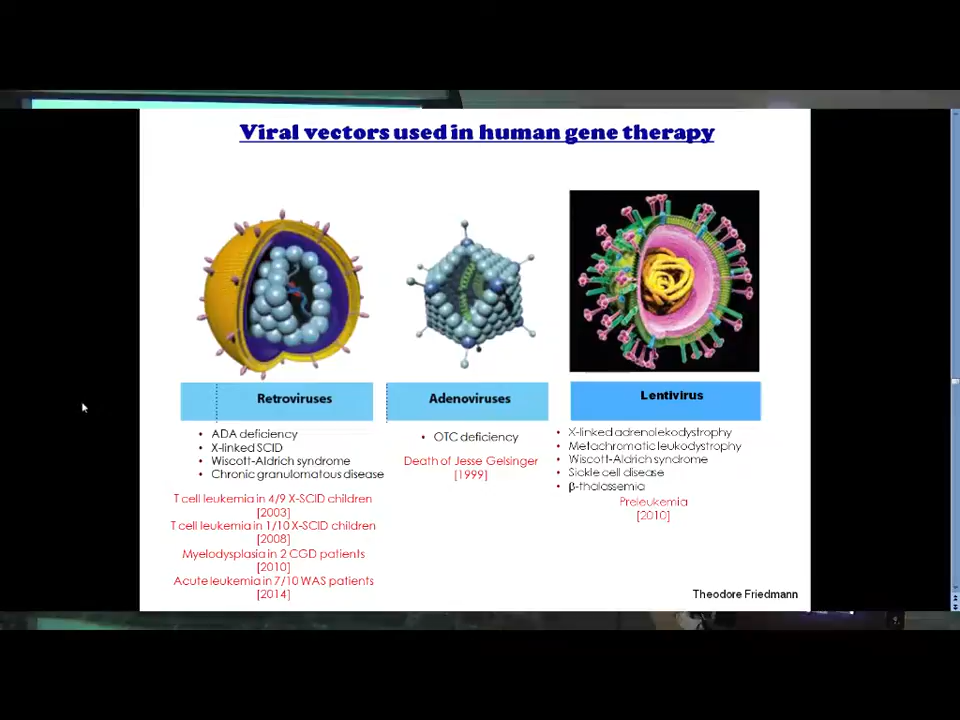 Viral vectors used in human gene therapy
Retroviruses
• ADA deficiency
• X-linked SCID
• Wiscott-Aldrich syndrome
• Chronic granulomatous disease
T cell leukemia in 4/9 X-SCID children
[2003]
T cell leukemia in 1/10 X-SCID children
[2008]
Myelodysplasia in 2 CGD patients
[2010]
Acute leukemia in 7/10 WAS patients
[2014]
Adenoviruses
• OTC deficiency
Death of Jesse Gelsinger
[1999]
Lentivirus
• X-linked adrenolekodystrophy
• Metachromatic leukodystrophy
• Wiscott-Aldrich syndrome
• Sickle cell disease
• β-thalassemia
Preleukemia
[2010]
Theodore Friedmann